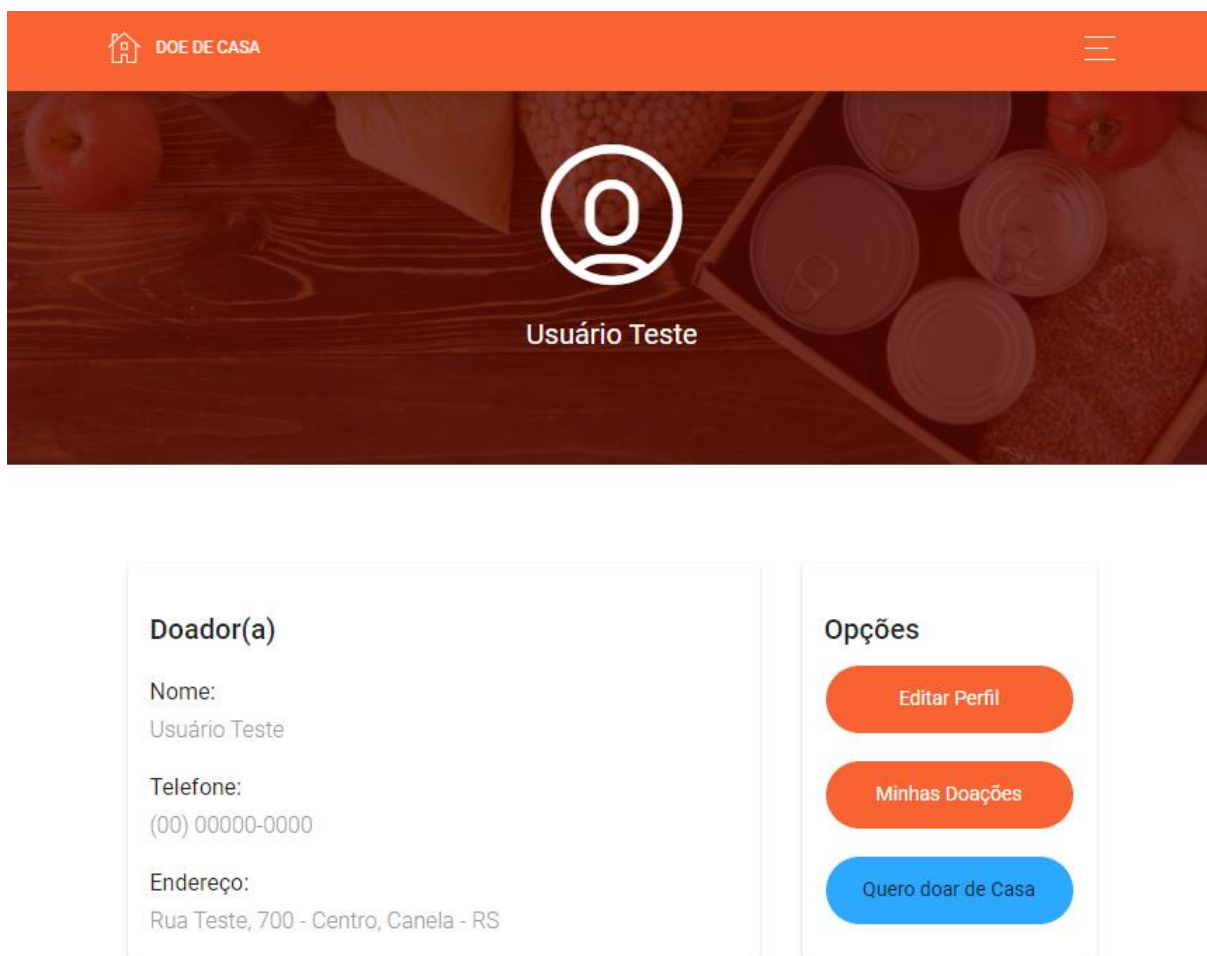 DOE DE CASA
Usuário Teste
Doador(a)
Nome:
Usuário Teste
Telefone:
(00) 00000-0000
Endereço:
Rua Teste, 700 - Centro, Canela - RS
Opções
Editar Perfil
Minhas Doações
Quero doar de Casa